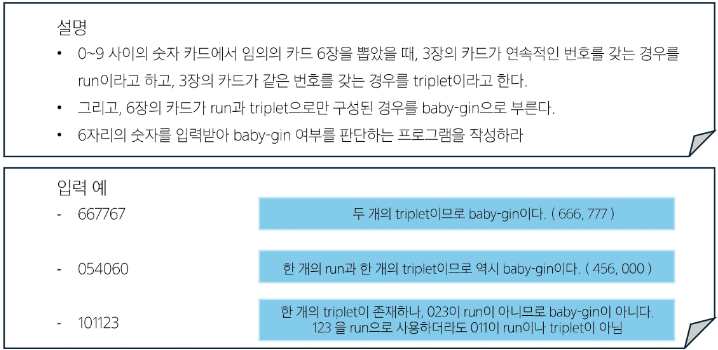 설명
• 0~9 사이의 숫자 카드에서 임의의 카드 6장을 뽑았을 때, 3장의 카드가 연속적인 번호를 갖는 경우를
run이라고 하고, 3장의 카드가 같은 번호를 갖는 경우를 triplet이라고 한다.
• 그리고, 6장의 카드가 run과 triplet으로만 구성된 경우를 baby-gin으로 부른다.
• 6자리의 숫자를 입력받아 baby-gin 여부를 판단하는 프로그램을 작성하라
입력 예
- 667767
두 개의 triplet이므로 baby-gin이다. ( 666, 777 )
- 054060
한 개의 run과 한 개의 triplet이므로 역시 baby-gin이다. ( 456, 000 )
- 101123
한 개의 triplet이 존재하나, 023이 run이 아니므로 baby-gin이 아니다.
123 을 run으로 사용하더라도 011이 run이나 triplet이 아님